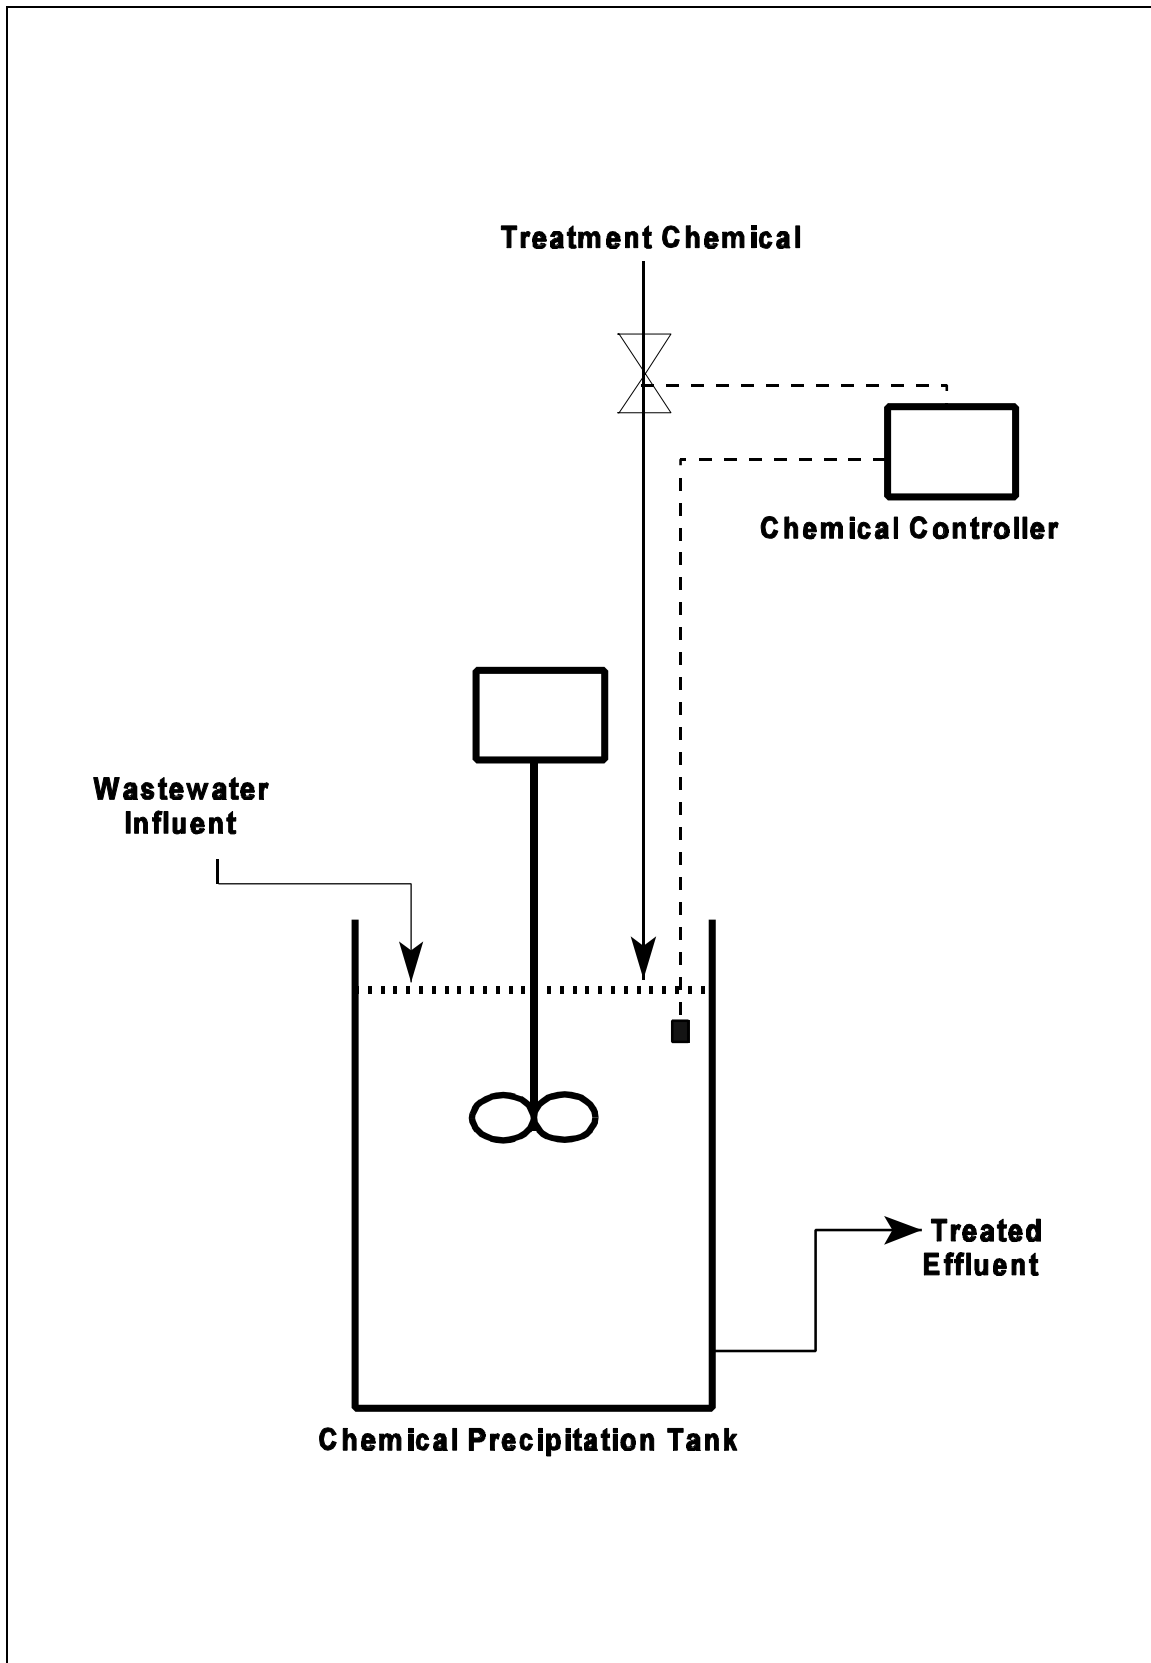 Treatment Chemical
Chemical Controller
Wastewater
Influent
Treated
Effluent
Chemical Precipitation Tank